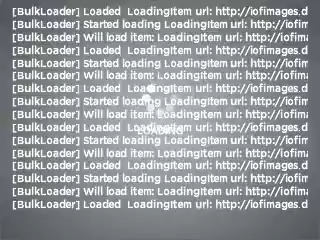 [BulkLoader] Loaded LoadingItem url: http://iofimages.d
[BulkLoader] Started loading LoadingItem url: http://iofim
[BulkLoader] Will load item: LoadingItem url: http://iofima
[BulkLoader] Loaded LoadingItem url: http://iofimages.d
[BulkLoader] Started loading LoadingItem url: http://iofim
[BulkLoader] Will load item: LoadingItem url: http://iofima
[BulkLoader] Loaded LoadingItem url: http://iofimages.d
[BulkLoader] Started loading LoadingItem url: http://iofim
[BulkLoader] Will load item: LoadingItem url: http://iofima
[BulkLoader] Loaded LoadingItem url: http://iofimages.d
LOADING
[BulkLoader] Started loading LoadingItem url: http://iofim
[BulkLoader] Will load item: LoadingItem url: http://iofima
[BulkLoader] Loaded LoadingItem url: http://iofimages.d
[BulkLoader] Started loading LoadingItem url: http://iofim
[BulkLoader] Will load item: LoadingItem url: http://iofima
[BulkLoader] Loaded LoadingItem url: http://iofimages.d